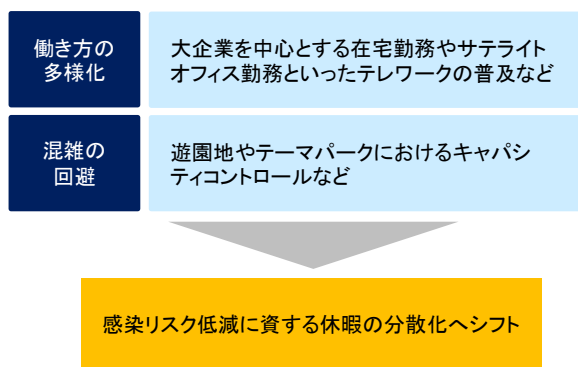 働き方の
多様化
大企業を中心とする在宅勤務やサテライト
オフィス勤務といったテレワークの普及など
混雑の
回避
遊園地やテーマパークにおけるキャパシ
ティコントロールなど
感染リスク低減に資する休暇の分散化へシフト